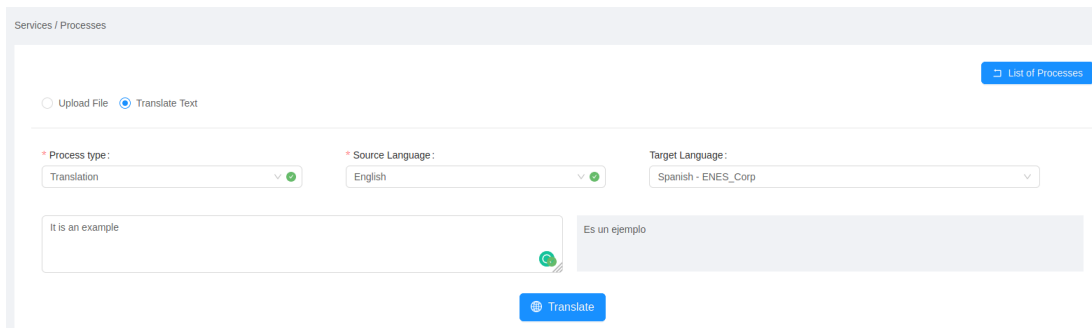 Services / Processes
List of Processes
Upload File Translate Text
* Process type: * Source Language: Target Language:
Translation English Spanish - ENES_Corp
It is an example Es un ejemplo
Translate